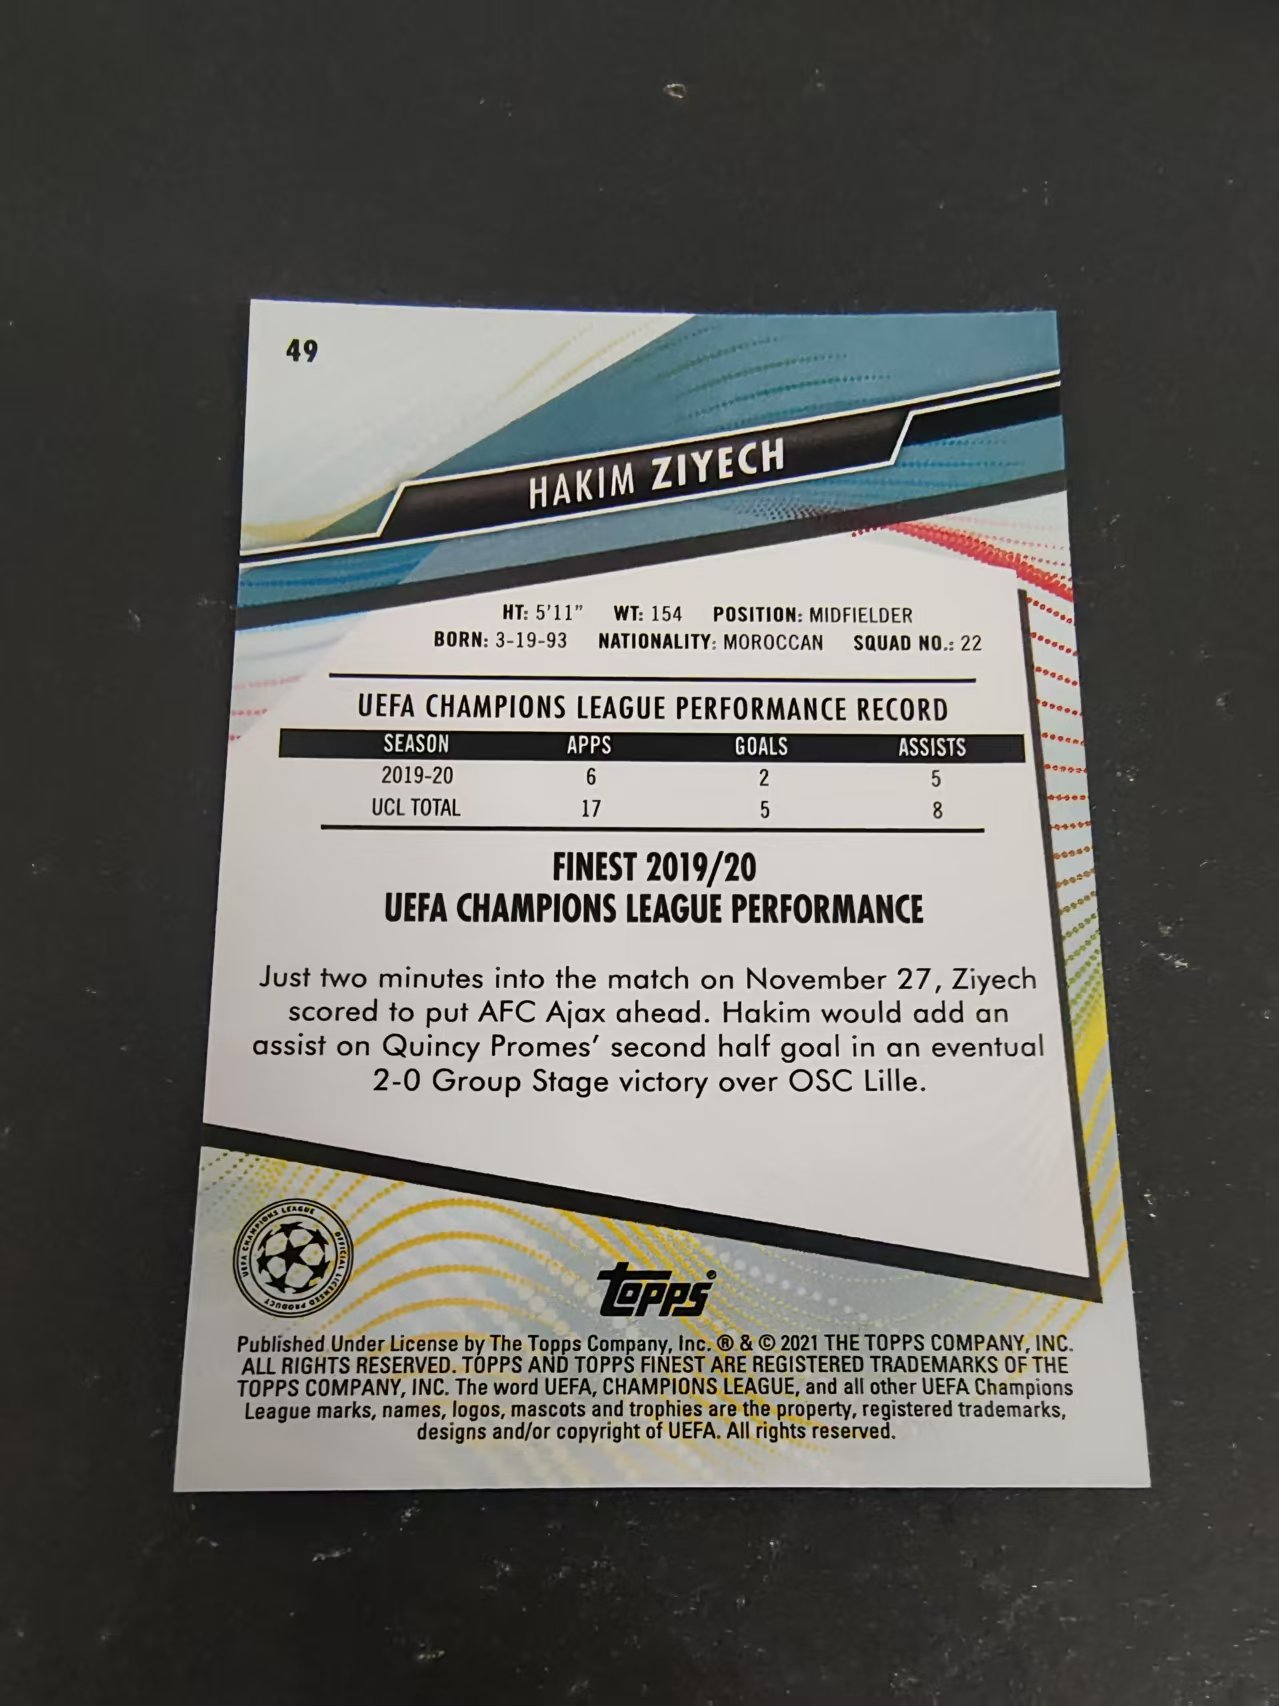 49
HAKIM ZIYECH
HT: 5'11" WT: 154 POSITION: MIDFIELDER
BORN: 3-19-93 NATIONALITY: MOROCCAN SQUAD NO.: 22
UEFA CHAMPIONS LEAGUE PERFORMANCE RECORD
SEASON APPS GOALS ASSISTS
2019-20 6 2 5
UCL TOTAL 17 5 8
FINEST 2019/20
UEFA CHAMPIONS LEAGUE PERFORMANCE
Just two minutes into the match on November 27, Ziyech
scored to put AFC Ajax ahead. Hakim would add an
assist on Quincy Promes' second half goal in an eventual
2-0 Group Stage victory over OSC Lille.
UEFA CHAMPIONS LEAGUE OFFICIAL LICENSED PRODUCT
topps®
Published Under License by The Topps Company, Inc. ® & © 2021 THE TOPPS COMPANY, INC.
ALL RIGHTS RESERVED. TOPPS AND TOPPS FINEST ARE REGISTERED TRADEMARKS OF THE
TOPPS COMPANY, INC. The word UEFA, CHAMPIONS LEAGUE, and all other UEFA Champions
League marks, names, logos, mascots and trophies are the property, registered trademarks,
designs and/or copyright of UEFA. All rights reserved.